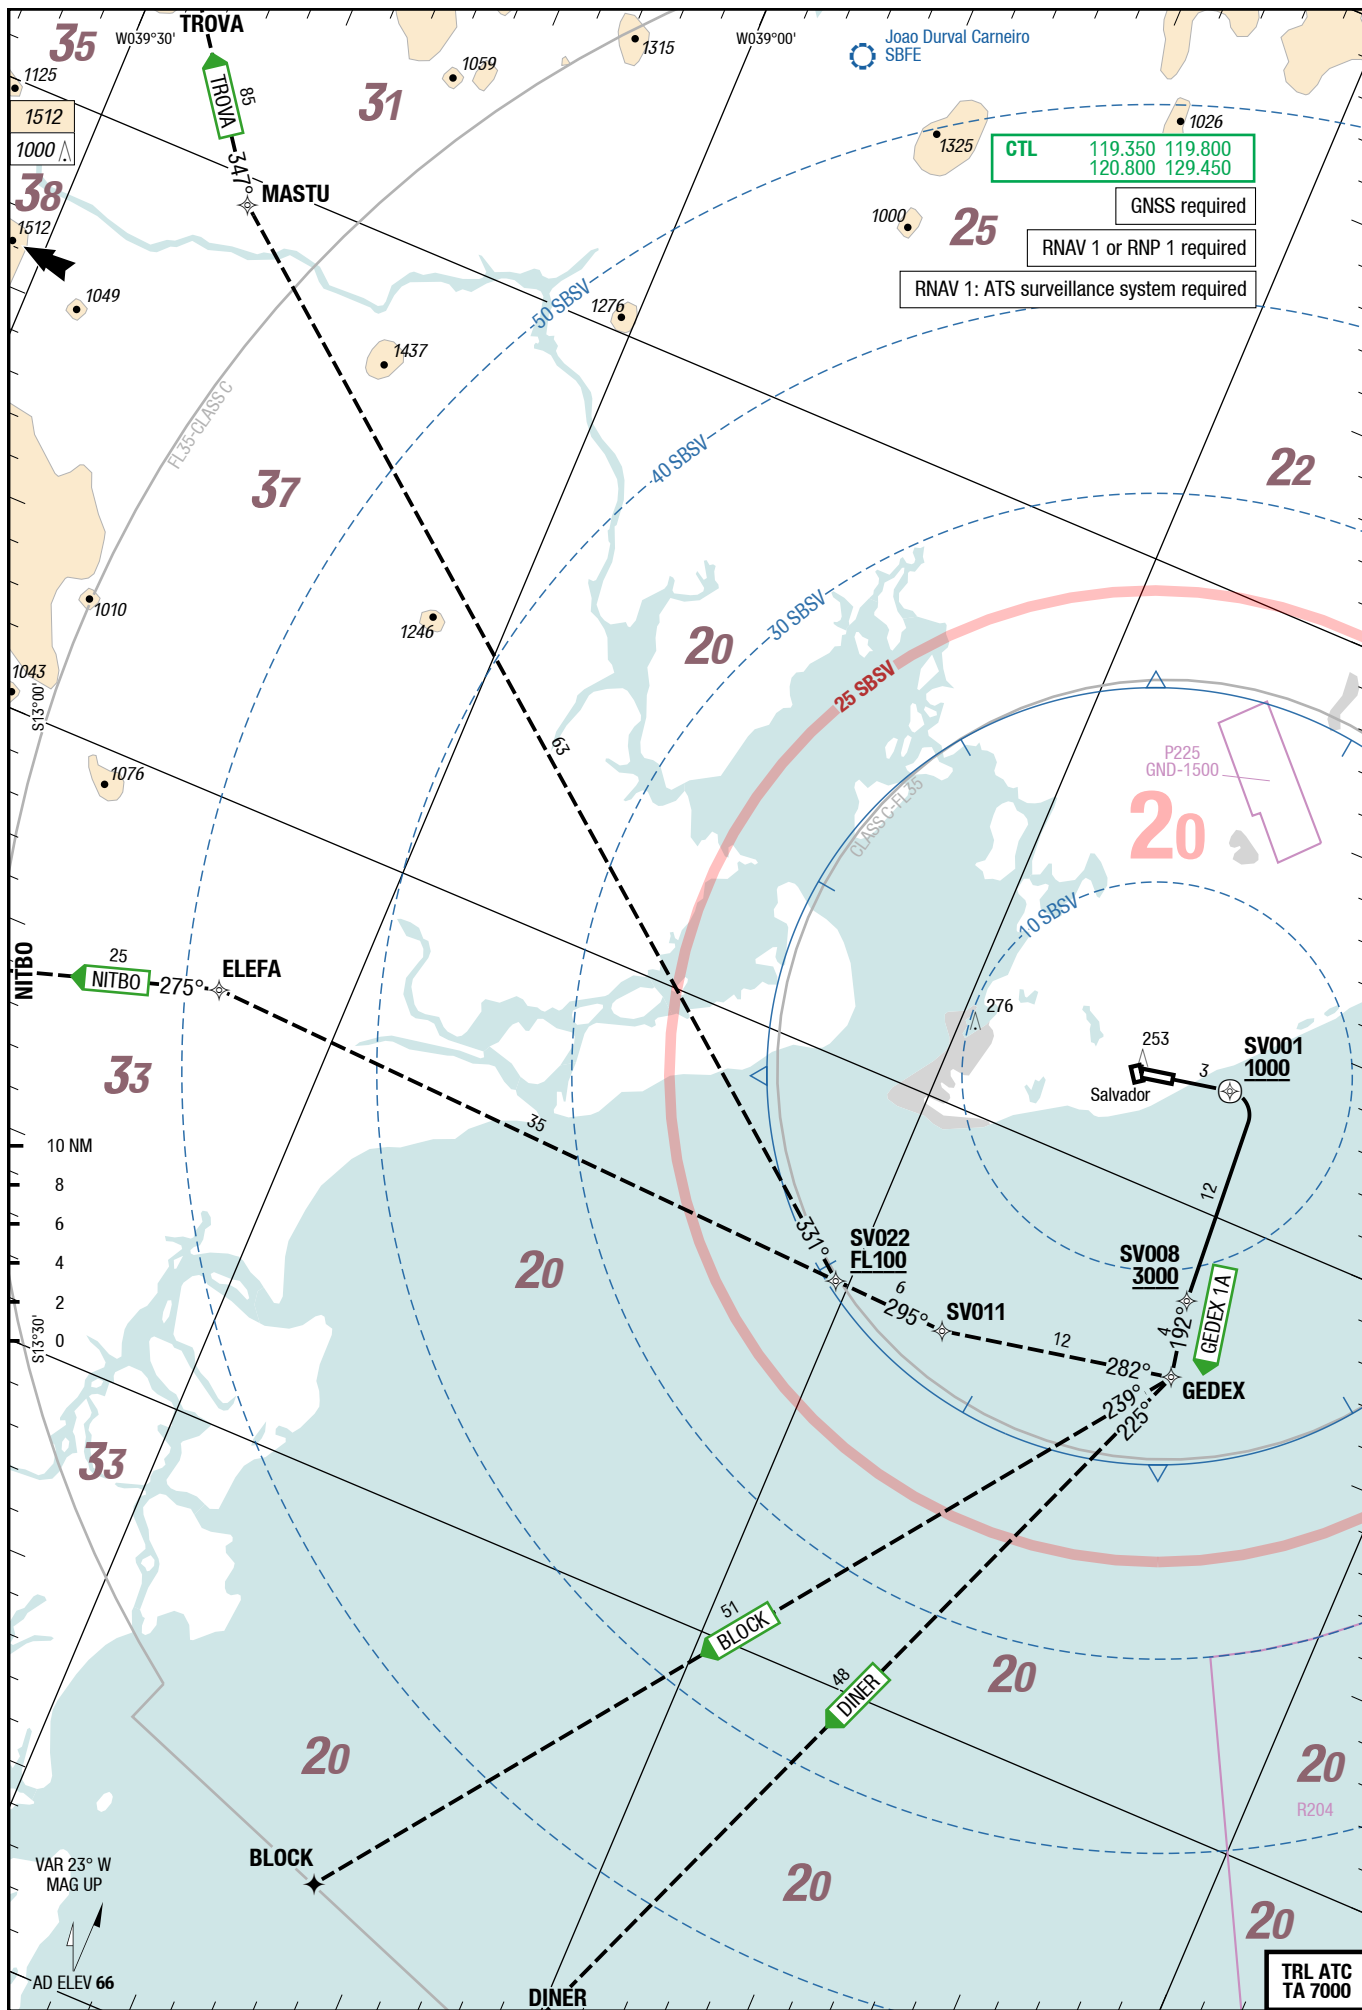 TROVA
W039°30'
35
1125
1512
1000
38
1512
1049
TROVA
85
347°
MASTU
31
1059
1315
W039°00'
Joao Durval Carneiro
SBFE
1325
1026
CTL 119.350 119.800
120.800 129.450
GNSS required
RNAV 1 or RNP 1 required
RNAV 1: ATS surveillance system required
1000
25
50 SBSV
1276
1437
FL35-CLASS C
40 SBSV
22
37
1010
1246
20
30 SBSV
25 SBSV
1043
S13°00'
1076
63
P225
GND-1500
CLASS C-FL35
20
10 SBSV
NITBO
25
NITBO
275°
ELEFA
276
253
Salvador
3
SV001
1000
33
35
10 NM
8
6
4
2
0
S13°30'
331°
SV022
FL100
6
295°
SV011
12
282°
12
SV008
3000
4
192°
GEDEX 1A
GEDEX
239°
225°
20
33
51
BLOCK
48
DINER
20
20
20
R204
BLOCK
20
20
VAR 23° W
MAG UP
AD ELEV 66
DINER
TRL ATC
TA 7000